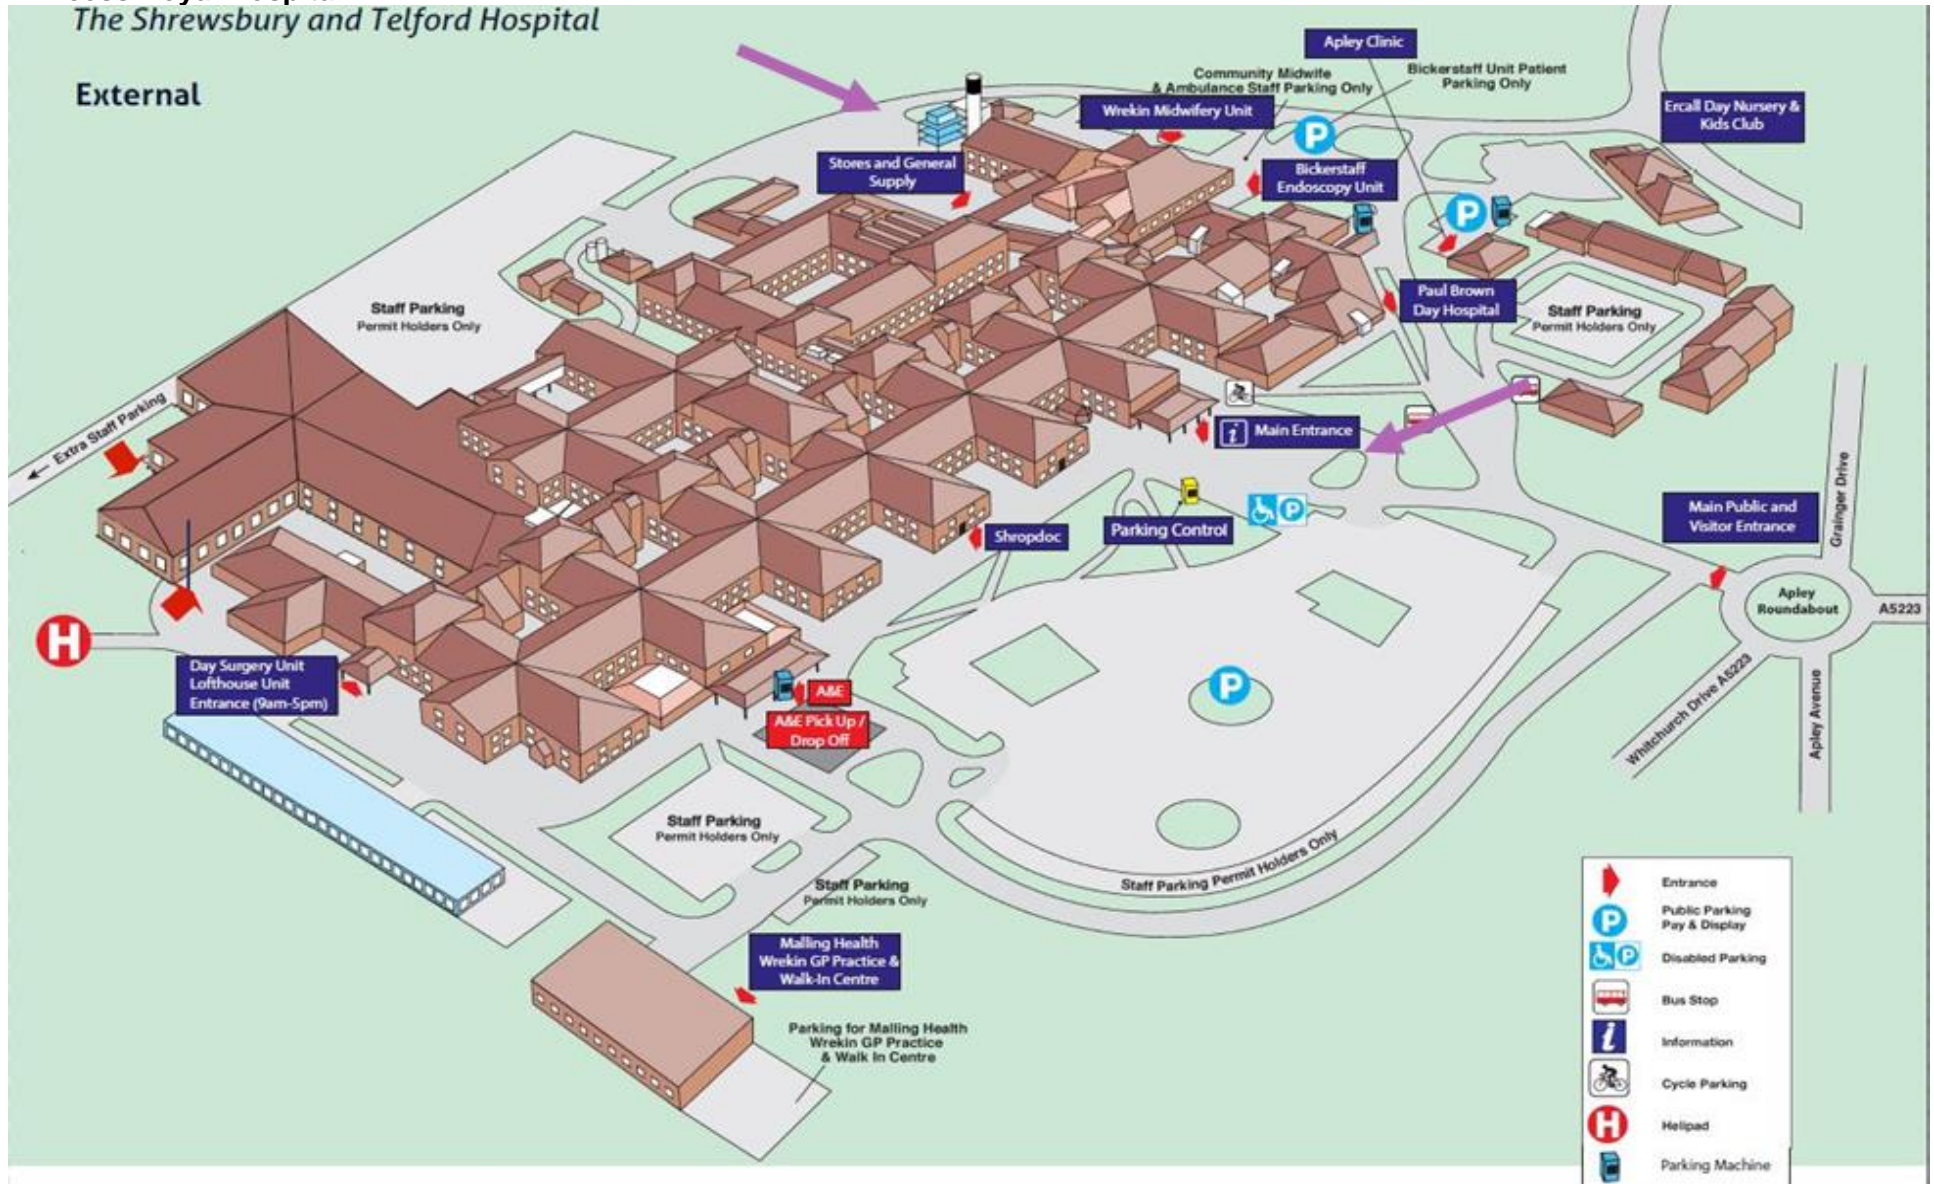 The Shrewsbury and Telford Hospital
External
Apley Clinic
Community Midwife
& Ambulance Staff Parking Only
Bickerstaff Unit Patient
Parking Only
Wrekin Midwifery Unit
P
Ercall Day Nursery &
Kids Club
Stores and General
Supply
Bickerstaff
Endoscopy Unit
P
Staff Parking
Permit Holders Only
Paul Brown
Day Hospital
Staff Parking
Permit Holders Only
Extra Staff Parking
i Main Entrance
Grainger Drive
Main Public and
Visitor Entrance
P
Parking Control
Shropdoc
Apley
Roundabout
A5223
H
Day Surgery Unit
Lofthouse Unit
Entrance (9am-5pm)
A&E
A&E Pick Up /
Drop Off
P
Whitchurch Drive A5223
Apley Avenue
Staff Parking
Permit Holders Only
Staff Parking Permit Holders Only
Staff Parking
Permit Holders Only
Malling Health
Wrekin GP Practice &
Walk-In Centre
Parking for Malling Health
Wrekin GP Practice
& Walk In Centre
Entrance
P Public Parking
Pay & Display
P Disabled Parking
Bus Stop
i Information
Cycle Parking
H Helipad
Parking Machine